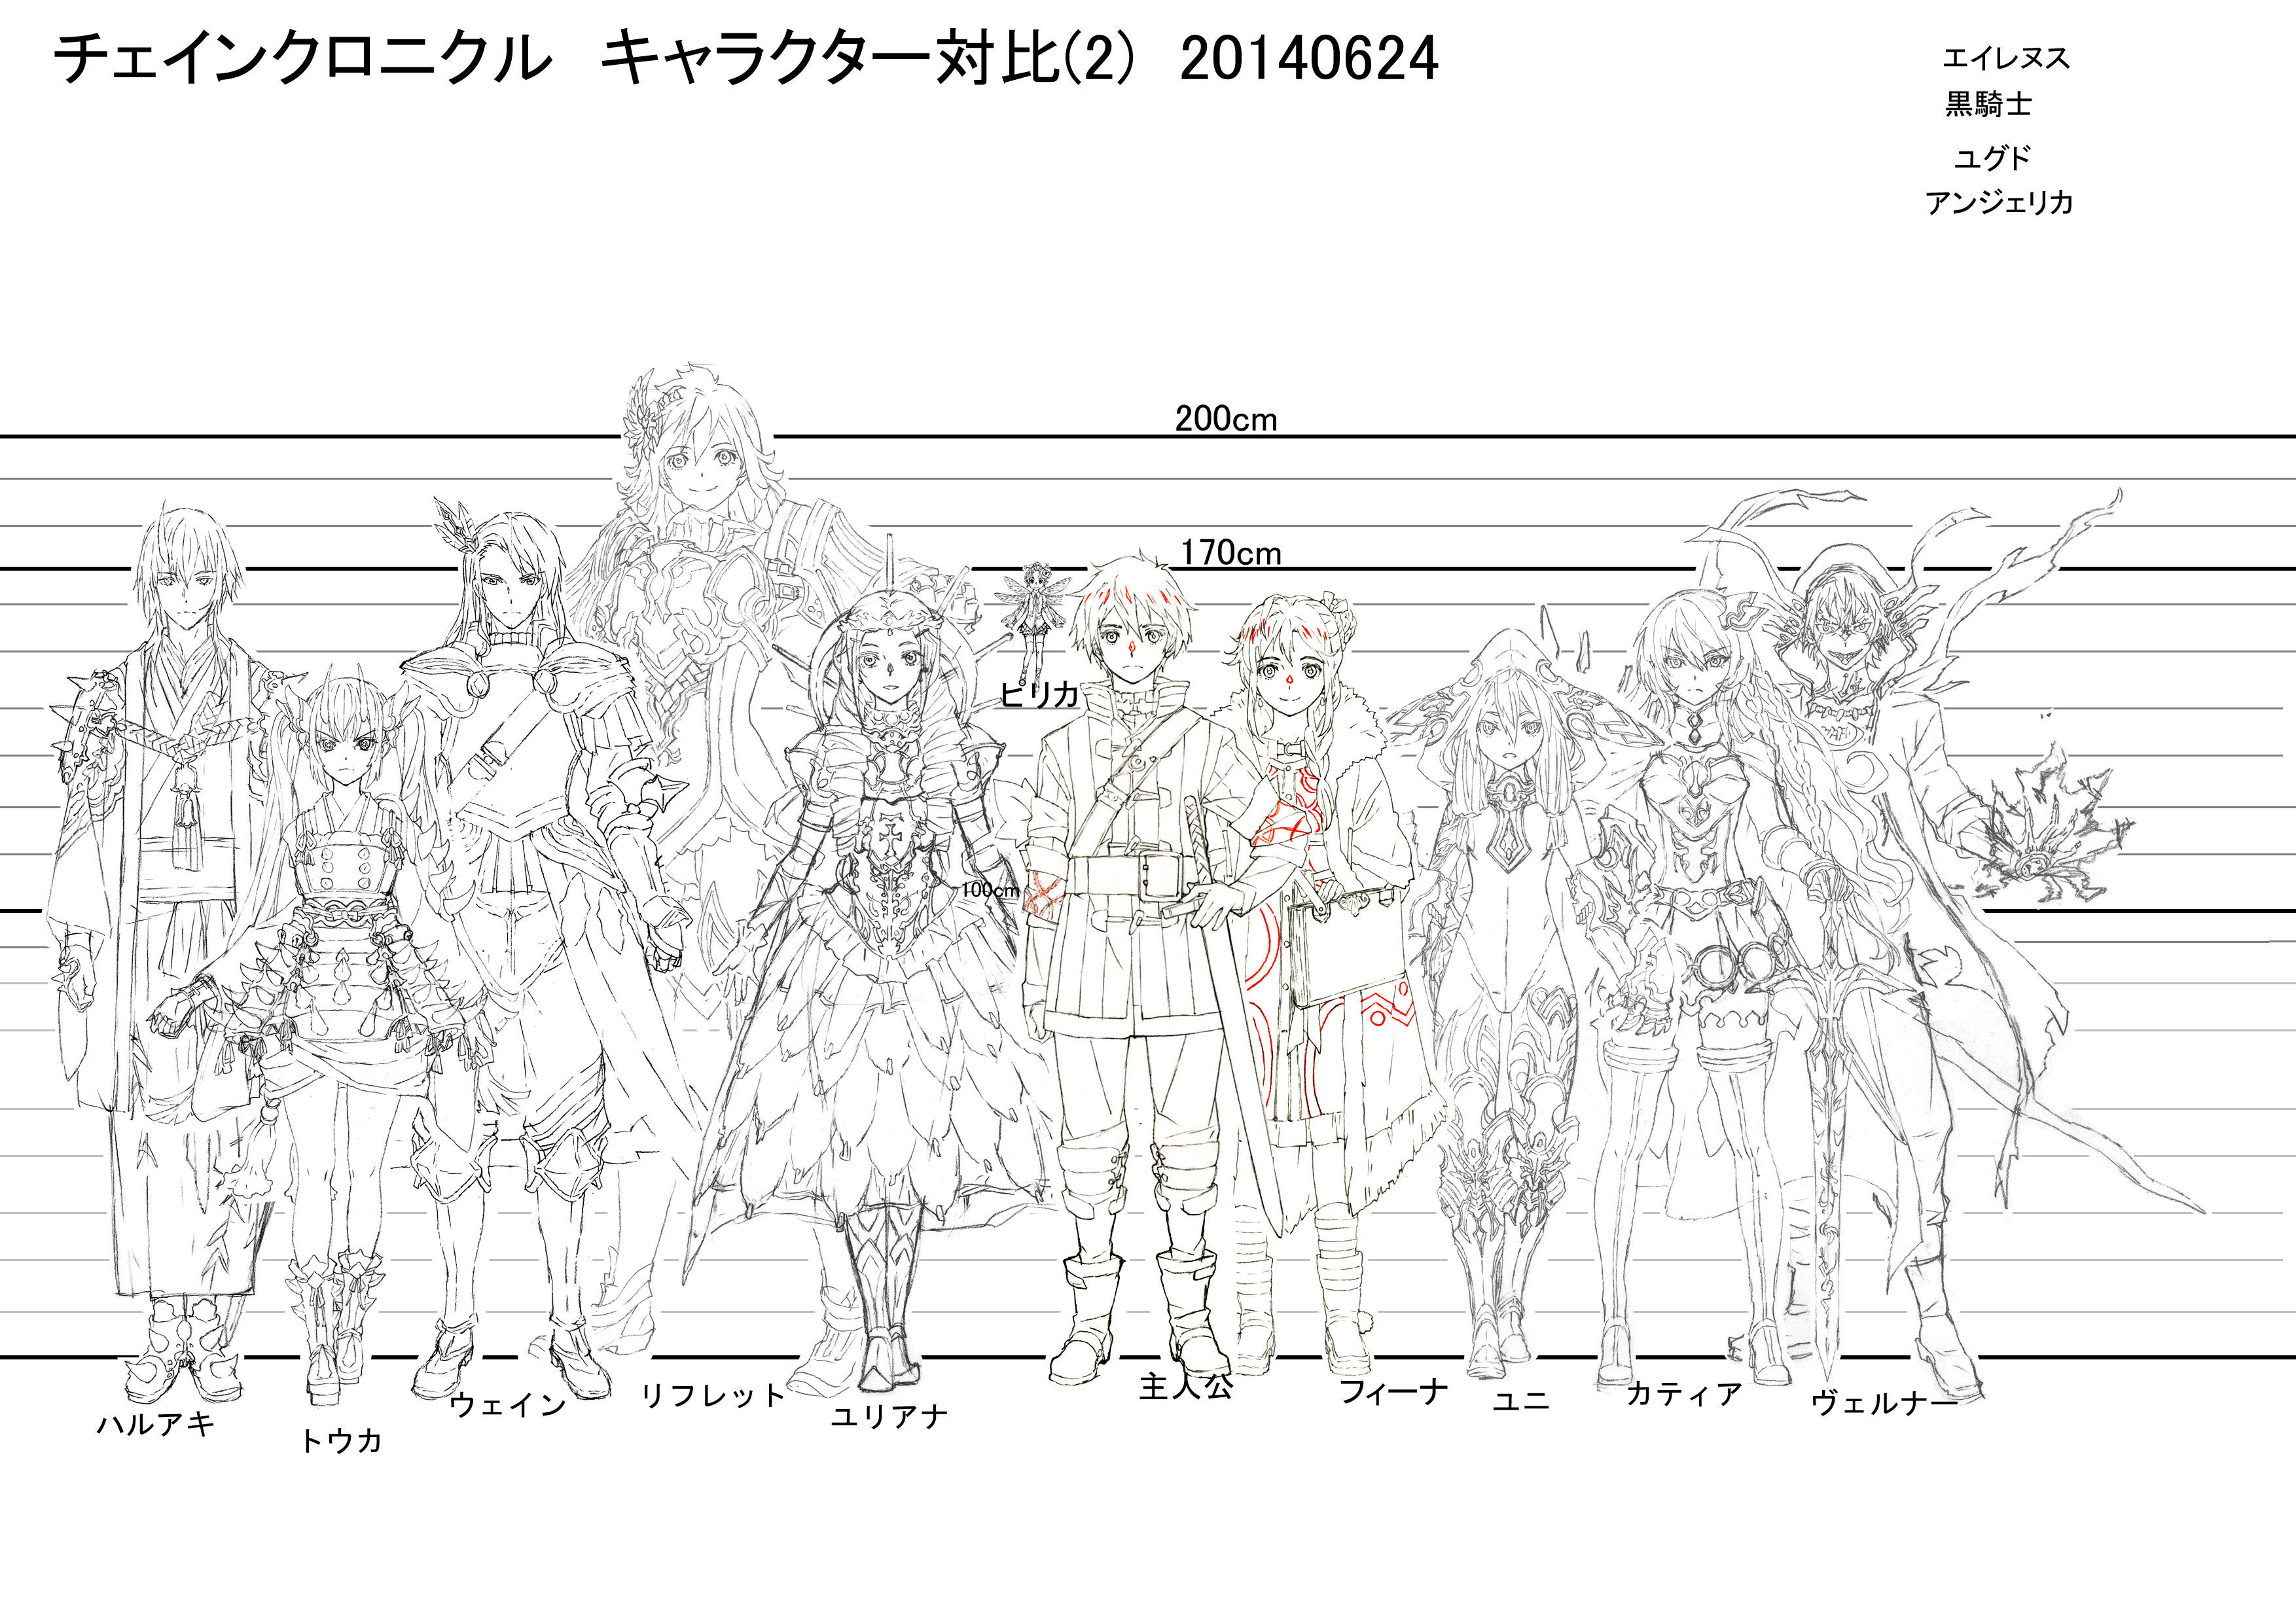 チェインクロニクル キャラクター対比(2) 20140624
エイレヌス
黒騎士
ユグド
アンジェリカ
200cm
170cm
ピリカ
100cm
ハルアキ
トウカ
ウェイン
リフレット
ユリアナ
主人公
フィーナ
ユニ
カティア
ヴェルナー